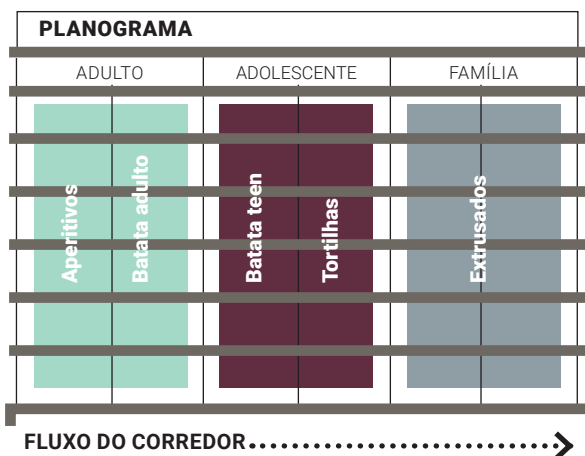 PLANOGRAMA
ADULTO
ADOLESCENTE
FAMÍLIA
Aperitivos
Batata adulto
Batata teen
Tortilhas
Extrusados
FLUXO DO CORREDOR